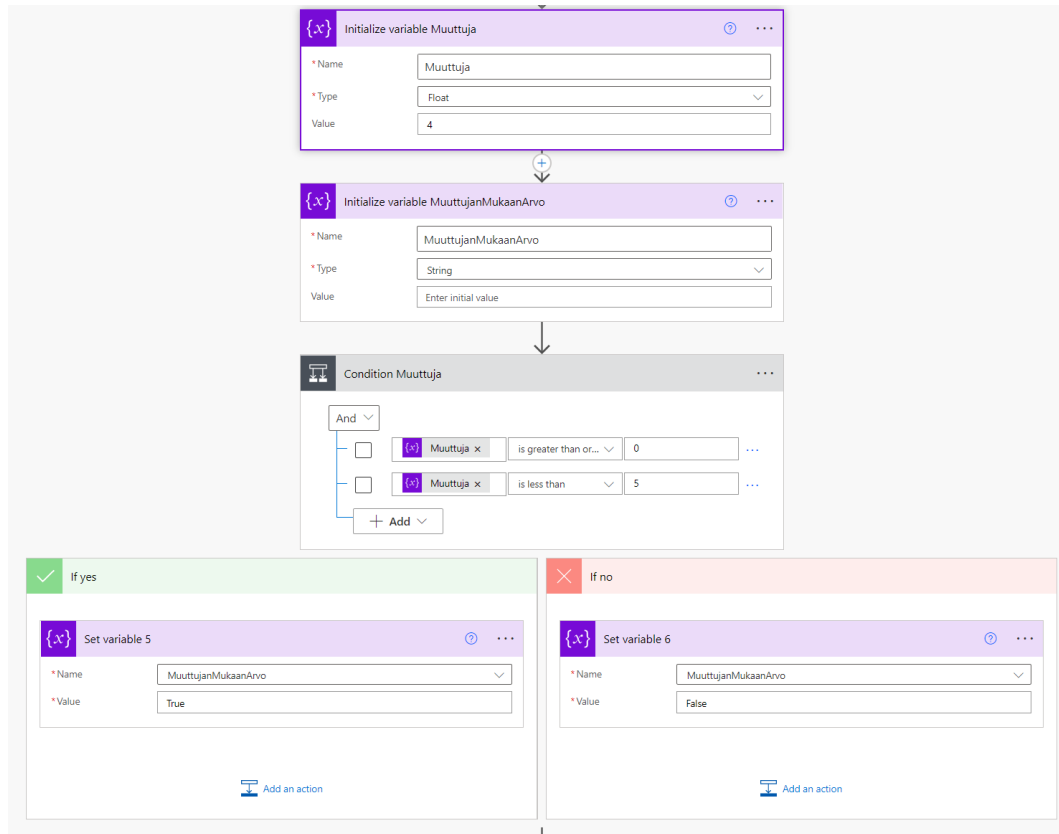 {x} Initialize variable Muuttuja
* Name Muuttuja
* Type Float
Value 4
{x} Initialize variable MuuttujanMukaanArvo
* Name MuuttujanMukaanArvo
* Type String
Value Enter initial value
Condition Muuttuja
And
{x} Muuttuja × is greater than or... 0
{x} Muuttuja × is less than 5
+ Add
If yes
{x} Set variable 5
* Name MuuttujanMukaanArvo
* Value True
Add an action
If no
{x} Set variable 6
* Name MuuttujanMukaanArvo
* Value False
Add an action